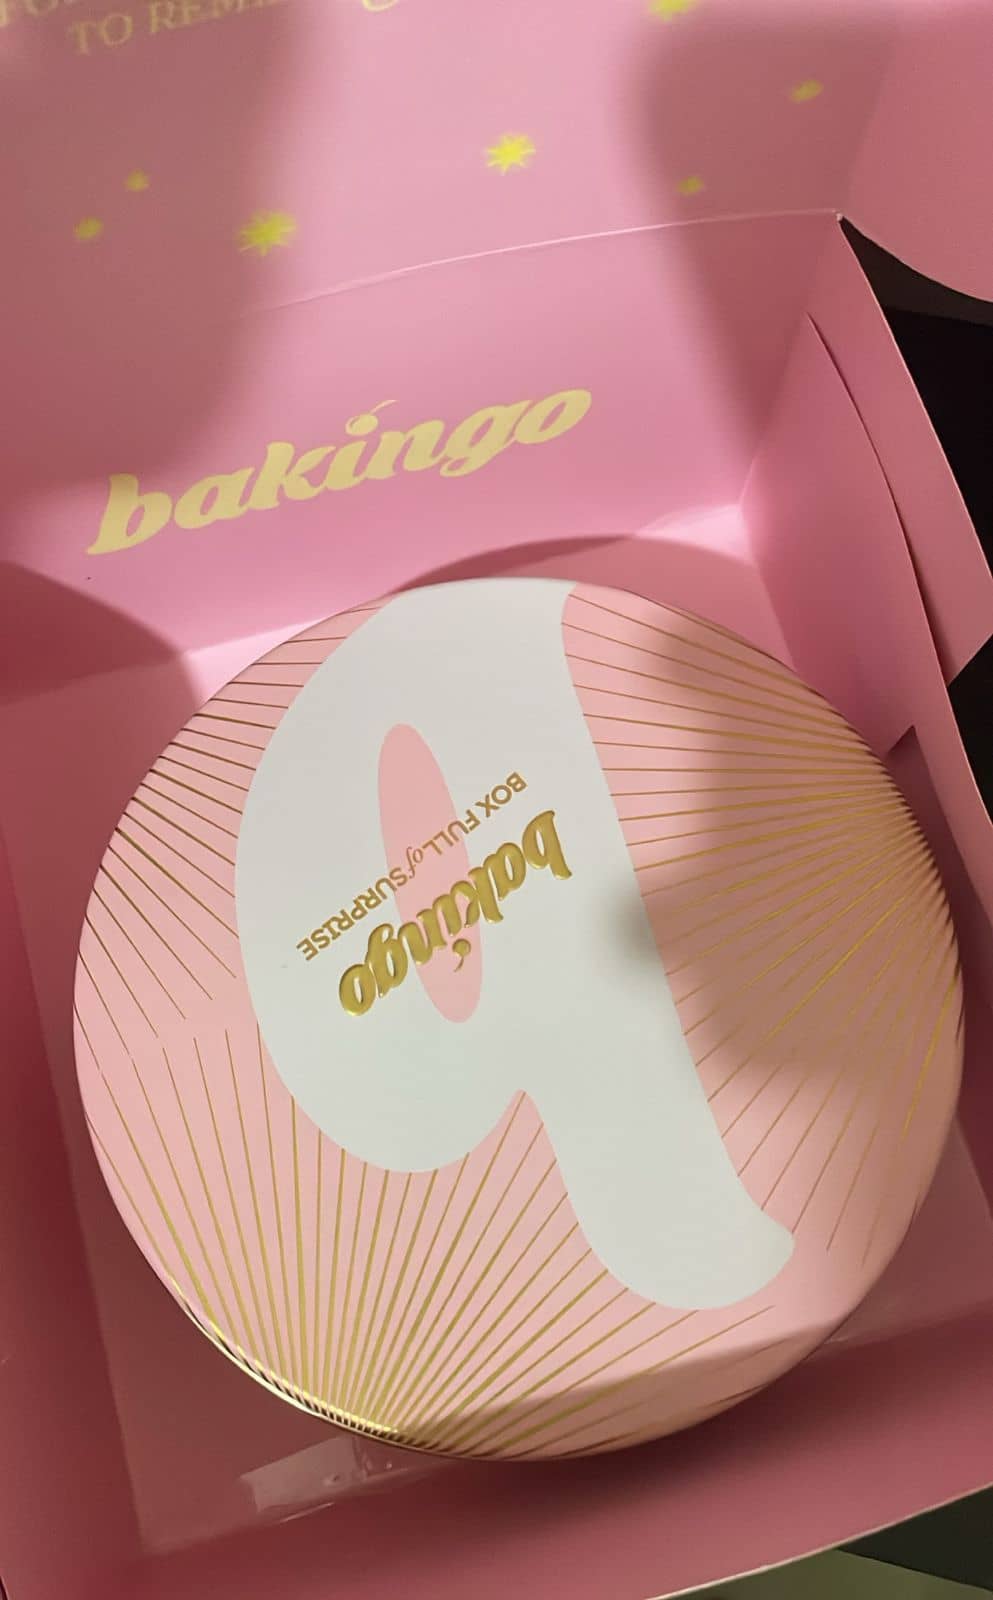 TO REME
bakingo
bakingo
BOX FULL of SURPRISE